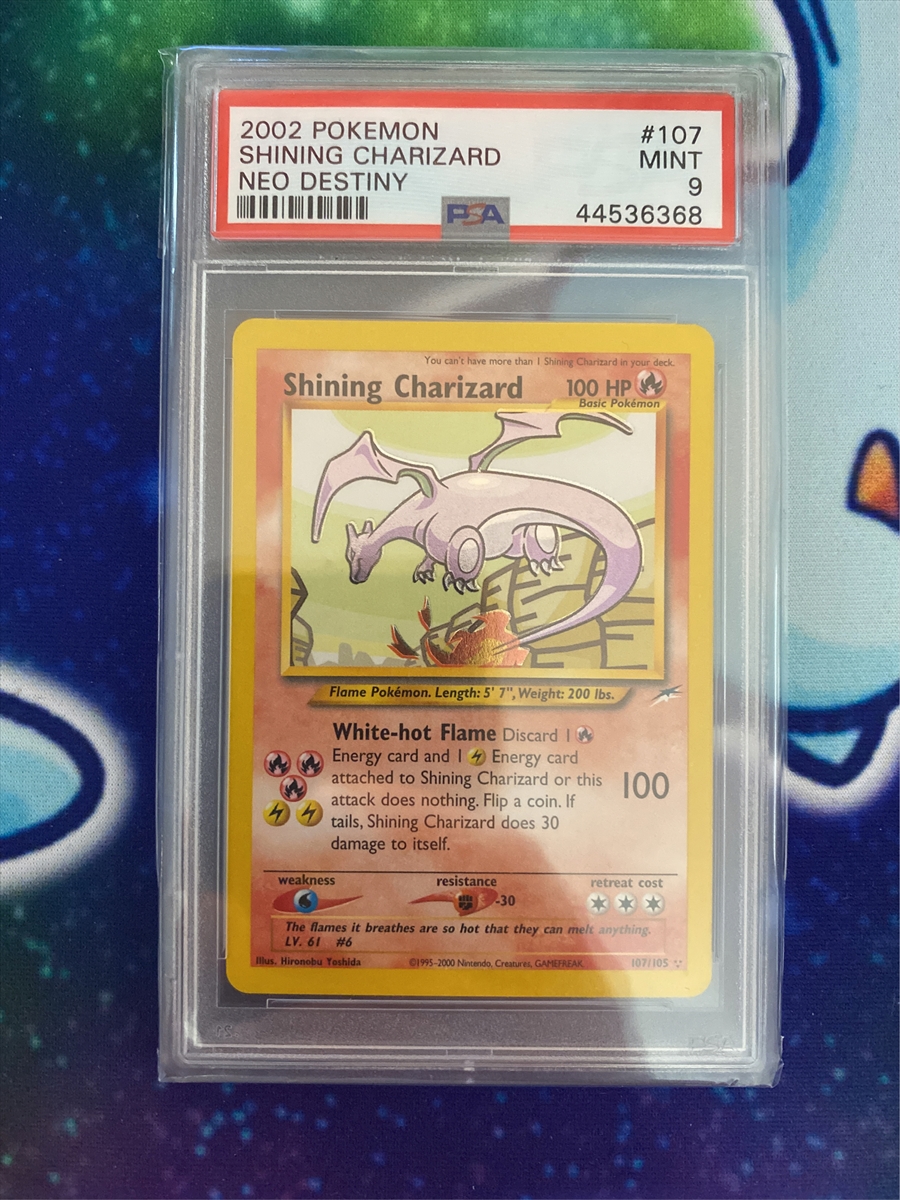 2002 POKEMON #107
SHINING CHARIZARD MINT
NEO DESTINY 9
PSA 44536368
You can't have more than 1 Shining Charizard in your deck.
Shining Charizard 100 HP
Basic Pokémon
Flame Pokémon. Length: 5' 7", Weight: 200 lbs.
White-hot Flame Discard 1
Energy card and 1 Energy card
attached to Shining Charizard or this
attack does nothing. Flip a coin. If
tails, Shining Charizard does 30
damage to itself.
100
weakness resistance retreat cost
-30
The flames it breathes are so hot that they can melt anything.
LV. 61 #6
Illus. Hironobu Yoshida ©1995-2000 Nintendo, Creatures, GAMEFREAK. 107/105
PSA